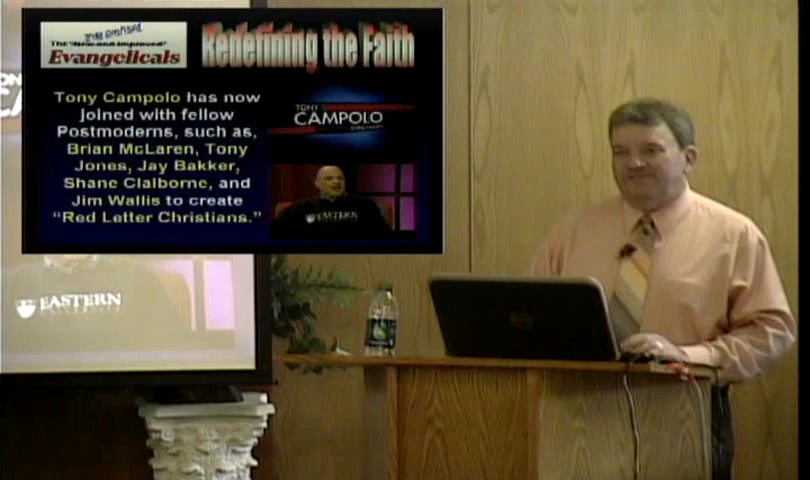 The "New and Improved"
Evangelicals
Redefining the Faith
Tony Campolo has now
joined with fellow
Postmoderns, such as,
Brian McLaren, Tony
Jones, Jay Bakker,
Shane Claiborne, and
Jim Wallis to create
"Red Letter Christians."
TONY
CAMPOLO
EASTERN
EASTERN